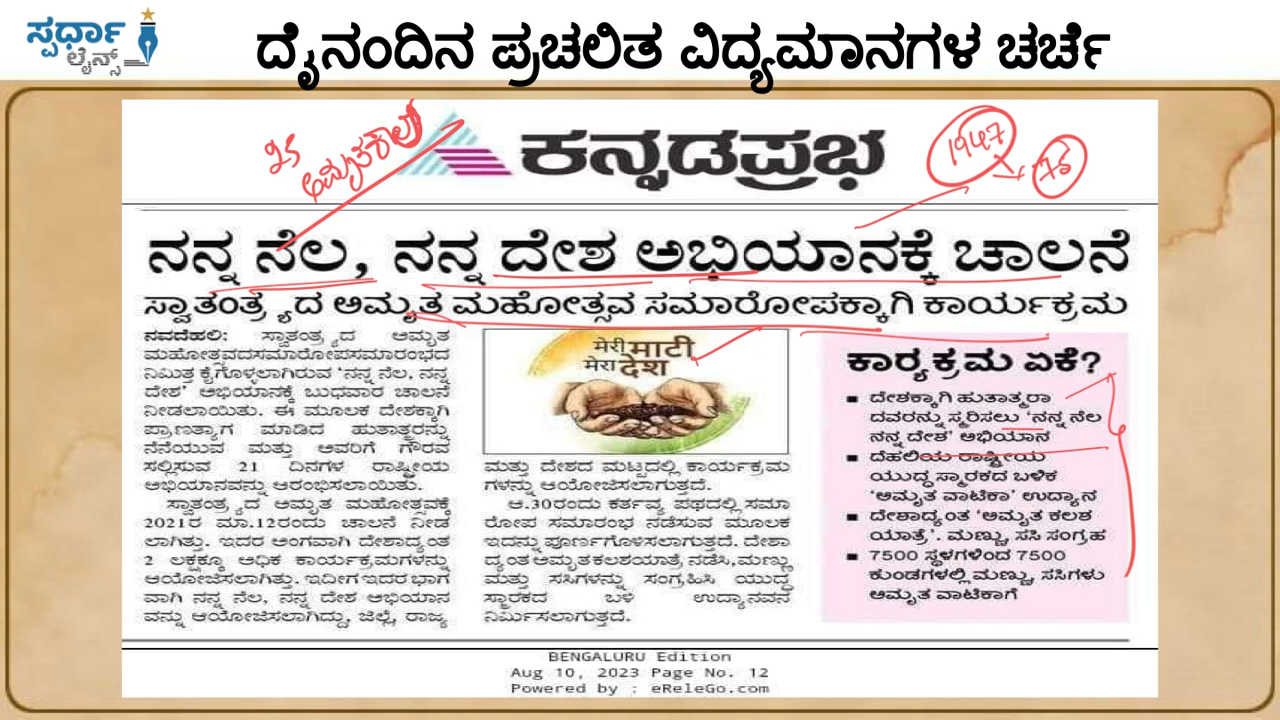 ಸ್ಪರ್ಧಾ
ಲೈನ್ಸ್
ದೈನಂದಿನ ಪ್ರಚಲಿತ ವಿದ್ಯಮಾನಗಳ ಚರ್ಚೆ
25
ಅಮೃತಕಾಲ
ಕನ್ನಡಪ್ರಭ
1947
ನನ್ನ ನೆಲ, ನನ್ನ ದೇಶ ಅಭಿಯಾನಕ್ಕೆ ಚಾಲನೆ
ಸ್ವಾತಂತ್ರ್ಯದ ಅಮೃತ ಮಹೋತ್ಸವ ಸಮಾರೋಪಕ್ಕಾಗಿ ಕಾರ್ಯಕ್ರಮ
ನವದೆಹಲಿ: ಸ್ವಾತಂತ್ರ್ಯದ ಅಮೃತ
ಮಹೋತ್ಸವದಸಮಾರೋಪಸಮಾರಂಭದ
ನಿಮಿತ್ತ ಕೈಗೊಳ್ಳಲಾಗಿರುವ 'ನನ್ನ ನೆಲ, ನನ್ನ
ದೇಶ' ಅಭಿಯಾನಕ್ಕೆ ಬುಧವಾರ ಚಾಲನೆ
ನೀಡಲಾಯಿತು. ಈ ಮೂಲಕ ದೇಶಕ್ಕಾಗಿ
ಪ್ರಾಣತ್ಯಾಗ ಮಾಡಿದ ಹುತಾತ್ಮರನ್ನು
ನೆನೆಯುವ ಮತ್ತು ಅವರಿಗೆ ಗೌರವ
ಸಲ್ಲಿಸುವ 21 ದಿನಗಳ ರಾಷ್ಟ್ರೀಯ
ಅಭಿಯಾನವನ್ನು ಆರಂಭಿಸಲಾಯಿತು.
ಸ್ವಾತಂತ್ರ್ಯದ ಅಮೃತ ಮಹೋತ್ಸವಕ್ಕೆ
2021ರ ಮಾ.12ರಂದು ಚಾಲನೆ ನೀಡ
ಲಾಗಿತ್ತು. ಇದರ ಅಂಗವಾಗಿ ದೇಶಾದ್ಯಂತ
2 ಲಕ್ಷಕ್ಕೂ ಅಧಿಕ ಕಾರ್ಯಕ್ರಮಗಳನ್ನು
ಆಯೋಜಿಸಲಾಗಿತ್ತು. ಇದೀಗ ಇದರ ಭಾಗ
ವಾಗಿ ನನ್ನ ನೆಲ, ನನ್ನ ದೇಶ ಅಭಿಯಾನ
ವನ್ನು ಆಯೋಜಿಸಲಾಗಿದ್ದು, ಜಿಲ್ಲೆ, ರಾಜ್ಯ
मेरी माटी
मेरा देश
ಮತ್ತು ದೇಶದ ಮಟ್ಟದಲ್ಲಿ ಕಾರ್ಯಕ್ರಮ
ಗಳನ್ನು ಆಯೋಜಿಸಲಾಗುತ್ತದೆ.
ಆ.30ರಂದು ಕರ್ತವ್ಯ ಪಥದಲ್ಲಿ ಸಮಾ
ರೋಪ ಸಮಾರಂಭ ನಡೆಸುವ ಮೂಲಕ
ಇದನ್ನು ಪೂರ್ಣಗೊಳಿಸಲಾಗುತ್ತದೆ. ದೇಶಾ
ದ್ಯಂತ ಅಮೃತಕಲಶಯಾತ್ರೆ ನಡೆಸಿ,ಮಣ್ಣು
ಮತ್ತು ಸಸಿಗಳನ್ನು ಸಂಗ್ರಹಿಸಿ ಯುದ್ಧ
ಸ್ಮಾರಕದ ಬಳಿ ಉದ್ಯಾನವನ
ನಿರ್ಮಿಸಲಾಗುತ್ತದೆ.
ಕಾರ್ಯಕ್ರಮ ಏಕೆ?
■ ದೇಶಕ್ಕಾಗಿ ಹುತಾತ್ಮರಾ
ದವರನ್ನು ಸ್ಮರಿಸಲು 'ನನ್ನ ನೆಲ
ನನ್ನ ದೇಶ' ಅಭಿಯಾನ
■ ದೆಹಲಿಯ ರಾಷ್ಟ್ರೀಯ
ಯುದ್ಧ ಸ್ಮಾರಕದ ಬಳಿಕ
'ಅಮೃತ ವಾಟಿಕಾ' ಉದ್ಯಾನ
■ ದೇಶಾದ್ಯಂತ 'ಅಮೃತ ಕಲಶ
ಯಾತ್ರೆ'. ಮಣ್ಣು, ಸಸಿ ಸಂಗ್ರಹ
■ 7500 ಸ್ಥಳಗಳಿಂದ 7500
ಕುಂಡಗಳಲ್ಲಿ ಮಣ್ಣು, ಸಸಿಗಳು
ಅಮೃತ ವಾಟಿಕಾಗೆ
BENGALURU Edition
Aug 10, 2023 Page No. 12
Powered by : eReleGo.com